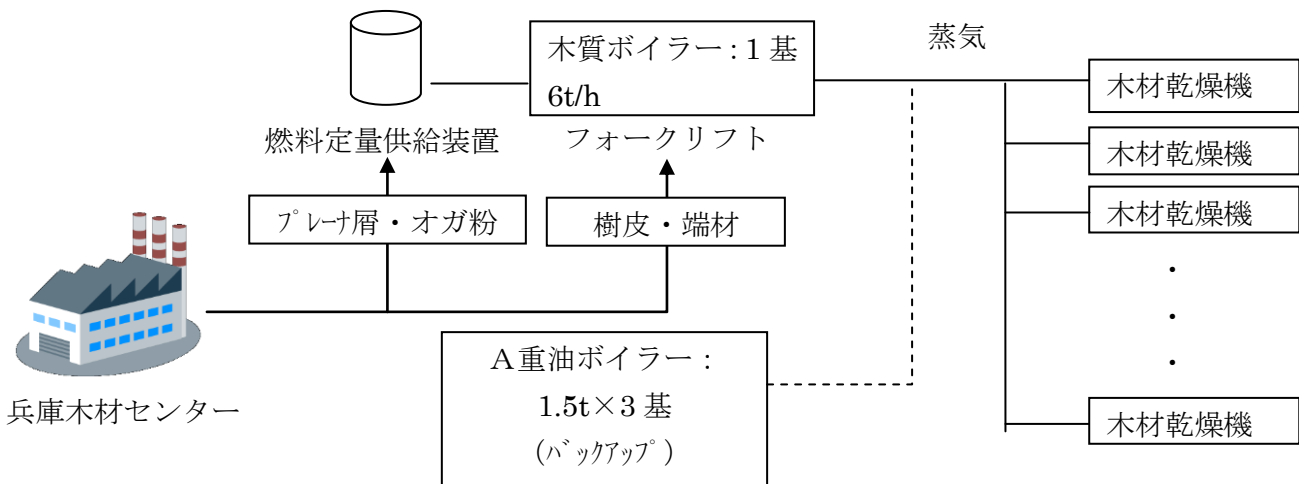 蒸気
木質ボイラー：1 基
6t/h
木材乾燥機
燃料定量供給装置
フォークリフト
木材乾燥機
ﾌﾟﾚｰﾅ屑・オガ粉
樹皮・端材
木材乾燥機
・
・
・
A重油ボイラー：
1.5t×3 基
(ﾊﾞｯｸｱｯﾌﾟ)
兵庫木材センター
木材乾燥機